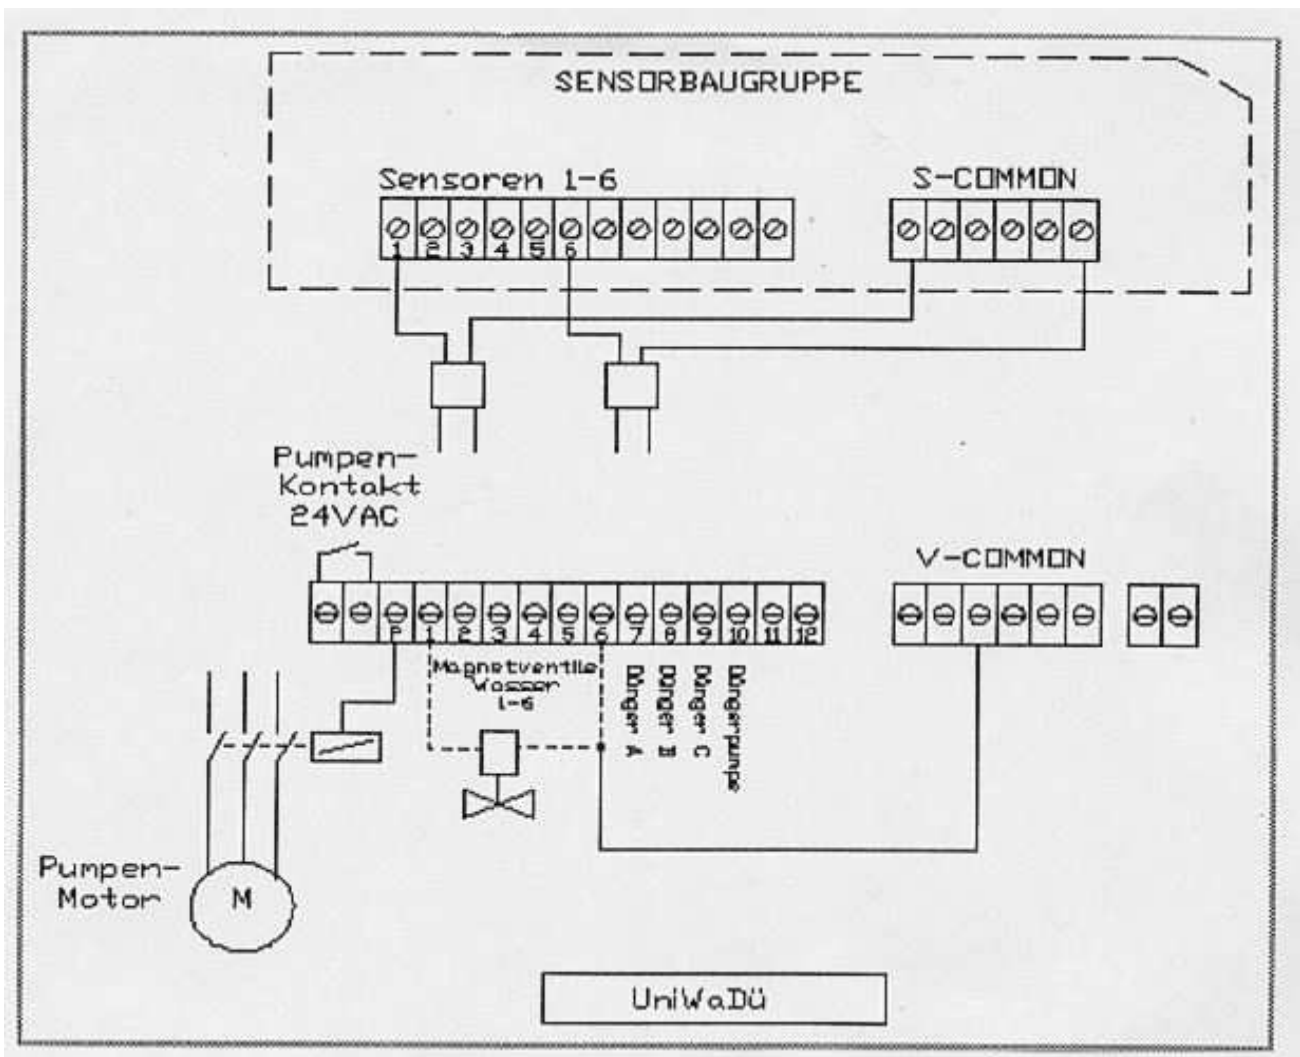 SENSORBAUGRUPPE
Sensoren 1-6
S-COMMON
1 2 3 4 5 6
Pumpen-
Kontakt
24VAC
V-COMMON
P 1 2 3 4 5 6 7 8 9 10 11 12
Magnetventile
Wasser
1-6
Dünger A
Dünger B
Dünger C
Düngerpumpe
Pumpen-
Motor
M
UniWaDü